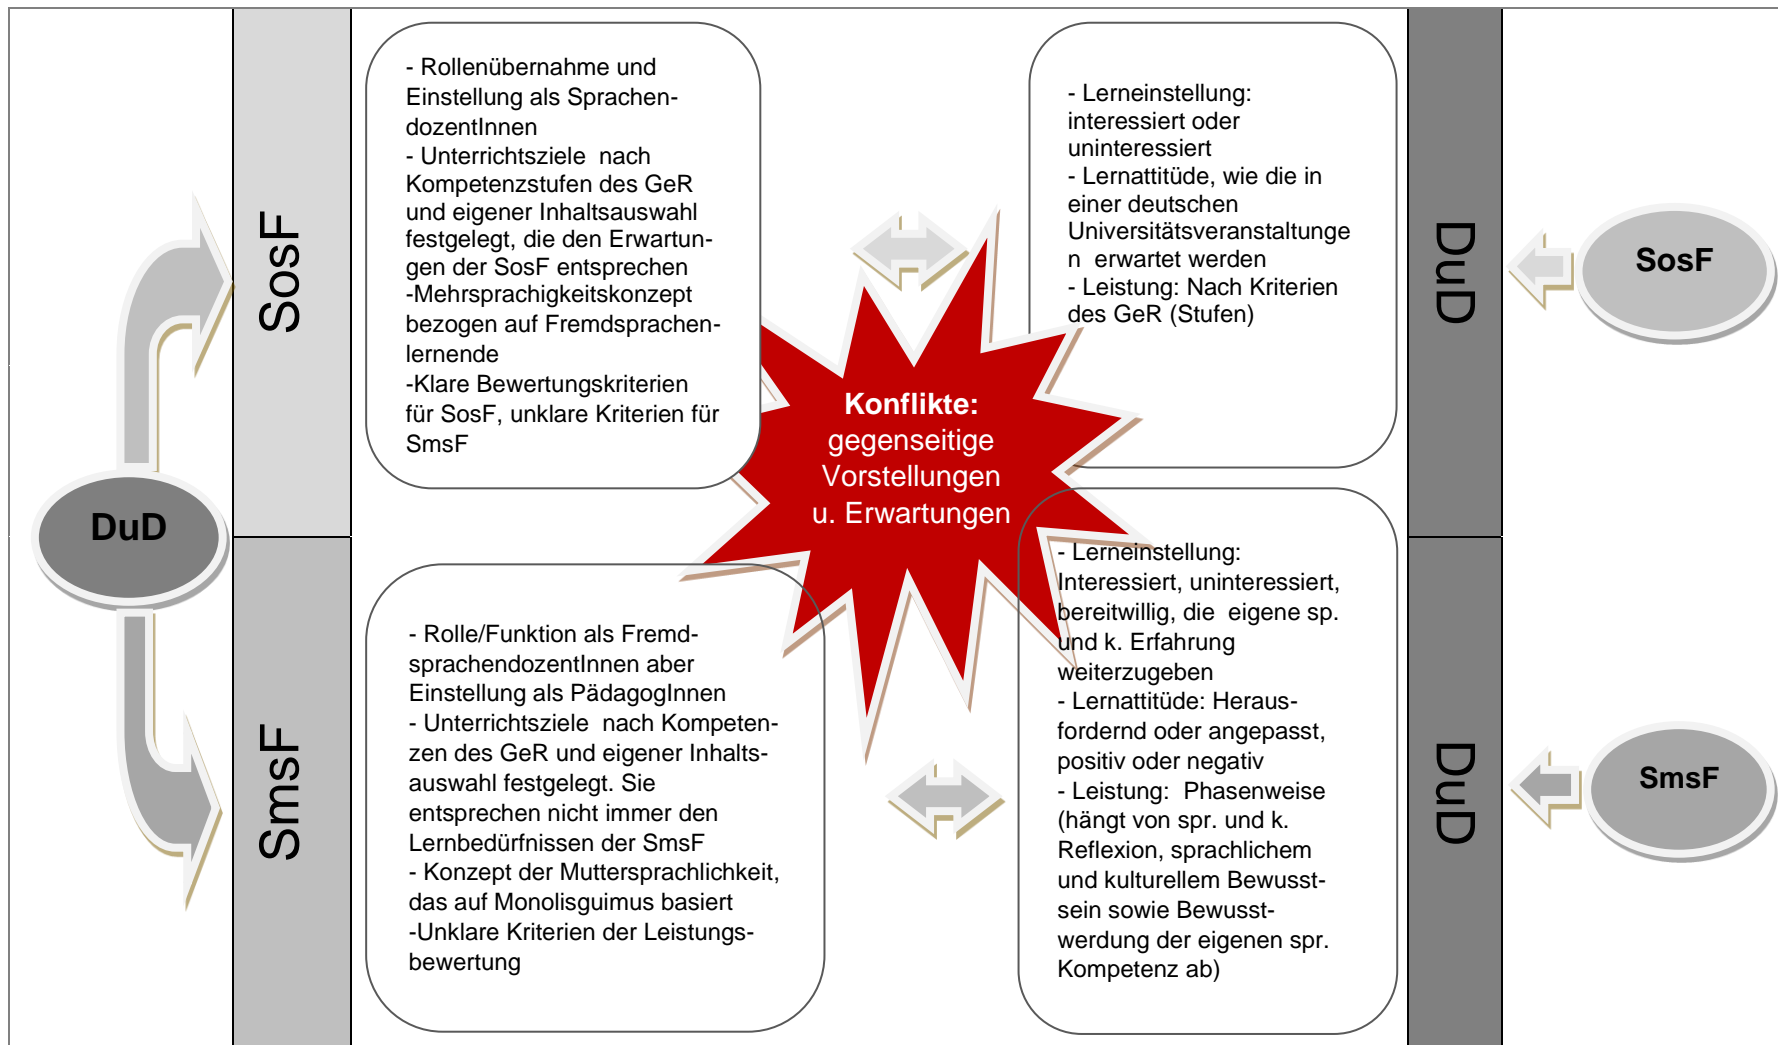 DuD
SosF
- Rollenübernahme und
Einstellung als Sprachen-
dozentInnen
- Unterrichtsziele  nach
Kompetenzstufen des GeR
und eigener Inhaltsauswahl
festgelegt, die den Erwartun-
gen der SosF entsprechen
-Mehrsprachigkeitskonzept
bezogen auf Fremdsprachen-
lernende
-Klare Bewertungskriterien
für SosF, unklare Kriterien für
SmsF
SmsF
- Rolle/Funktion als Fremd-
sprachendozentInnen aber
Einstellung als PädagogInnen
- Unterrichtsziele  nach Kompeten-
zen des GeR und eigener Inhalts-
auswahl festgelegt. Sie
entsprechen nicht immer den
Lernbedürfnissen der SmsF
- Konzept der Muttersprachlichkeit,
das auf Monolisguimus basiert
-Unklare Kriterien der Leistungs-
bewertung
Konflikte:
gegenseitige
Vorstellungen
u. Erwartungen
- Lerneinstellung:
interessiert oder
uninteressiert
- Lernattitüde, wie die in
einer deutschen
Universitätsveranstaltunge
n  erwartet werden
- Leistung: Nach Kriterien
des GeR (Stufen)
DuD
SosF
- Lerneinstellung:
Interessiert, uninteressiert,
bereitwillig, die  eigene sp.
und k. Erfahrung
weiterzugeben
- Lernattitüde: Heraus-
fordernd oder angepasst,
positiv oder negativ
- Leistung:  Phasenweise
(hängt von spr. und k.
Reflexion, sprachlichem
und kulturellem Bewusst-
sein sowie Bewusst-
werdung der eigenen spr.
Kompetenz ab)
DuD
SmsF